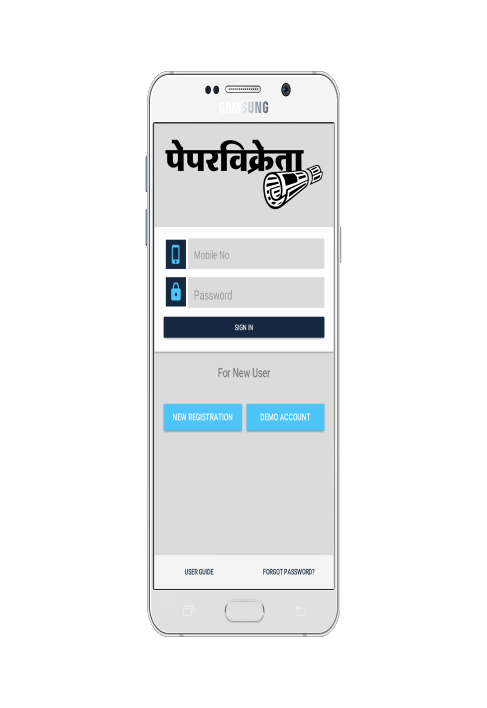 SAMSUNG
पेपरविक्रेता
Mobile No
Password
SIGN IN
For New User
NEW REGISTRATION DEMO ACCOUNT
USER GUIDE FORGOT PASSWORD?